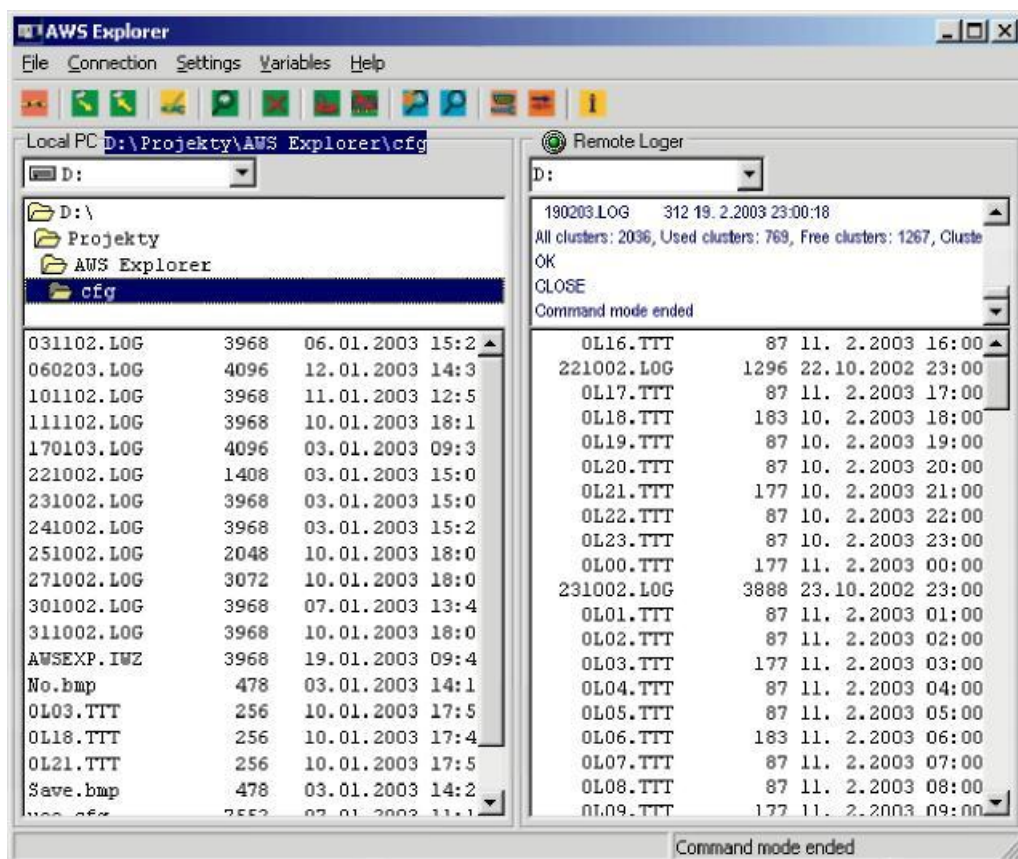 AWS Explorer
File Connection Settings Variables Help
Local PC D:\Projekty\AWS Explorer\cfg
D:
D:\
Projekty
AWS Explorer
cfg
031102.LOG 3968 06.01.2003 15:2
060203.LOG 4096 12.01.2003 14:3
101102.LOG 3968 11.01.2003 12:5
111102.LOG 3968 10.01.2003 18:1
170103.LOG 4096 03.01.2003 09:3
221002.LOG 1408 03.01.2003 15:0
231002.LOG 3968 03.01.2003 15:0
241002.LOG 3968 03.01.2003 15:2
251002.LOG 2048 10.01.2003 18:0
271002.LOG 3072 10.01.2003 18:0
301002.LOG 3968 07.01.2003 13:4
311002.LOG 3968 10.01.2003 18:0
AWSEXP.IWZ 3968 19.01.2003 09:4
No.bmp 478 03.01.2003 14:1
0L03.TTT 256 10.01.2003 17:5
0L18.TTT 256 10.01.2003 17:4
0L21.TTT 256 10.01.2003 17:5
Save.bmp 478 03.01.2003 14:2
Remote Loger
D:
190203.LOG 312 19. 2.2003 23:00:18
All clusters: 2036, Used clusters: 769, Free clusters: 1267, Cluste
OK
CLOSE
Command mode ended
0L16.TTT 87 11. 2.2003 16:00
221002.LOG 1296 22.10.2002 23:00
0L17.TTT 87 11. 2.2003 17:00
0L18.TTT 183 10. 2.2003 18:00
0L19.TTT 87 10. 2.2003 19:00
0L20.TTT 87 10. 2.2003 20:00
0L21.TTT 177 10. 2.2003 21:00
0L22.TTT 87 10. 2.2003 22:00
0L23.TTT 87 10. 2.2003 23:00
0L00.TTT 177 11. 2.2003 00:00
231002.LOG 3888 23.10.2002 23:00
0L01.TTT 87 11. 2.2003 01:00
0L02.TTT 87 11. 2.2003 02:00
0L03.TTT 177 11. 2.2003 03:00
0L04.TTT 87 11. 2.2003 04:00
0L05.TTT 87 11. 2.2003 05:00
0L06.TTT 183 11. 2.2003 06:00
0L07.TTT 87 11. 2.2003 07:00
0L08.TTT 87 11. 2.2003 08:00
0L09.TTT 177 11. 2.2003 09:00
Command mode ended